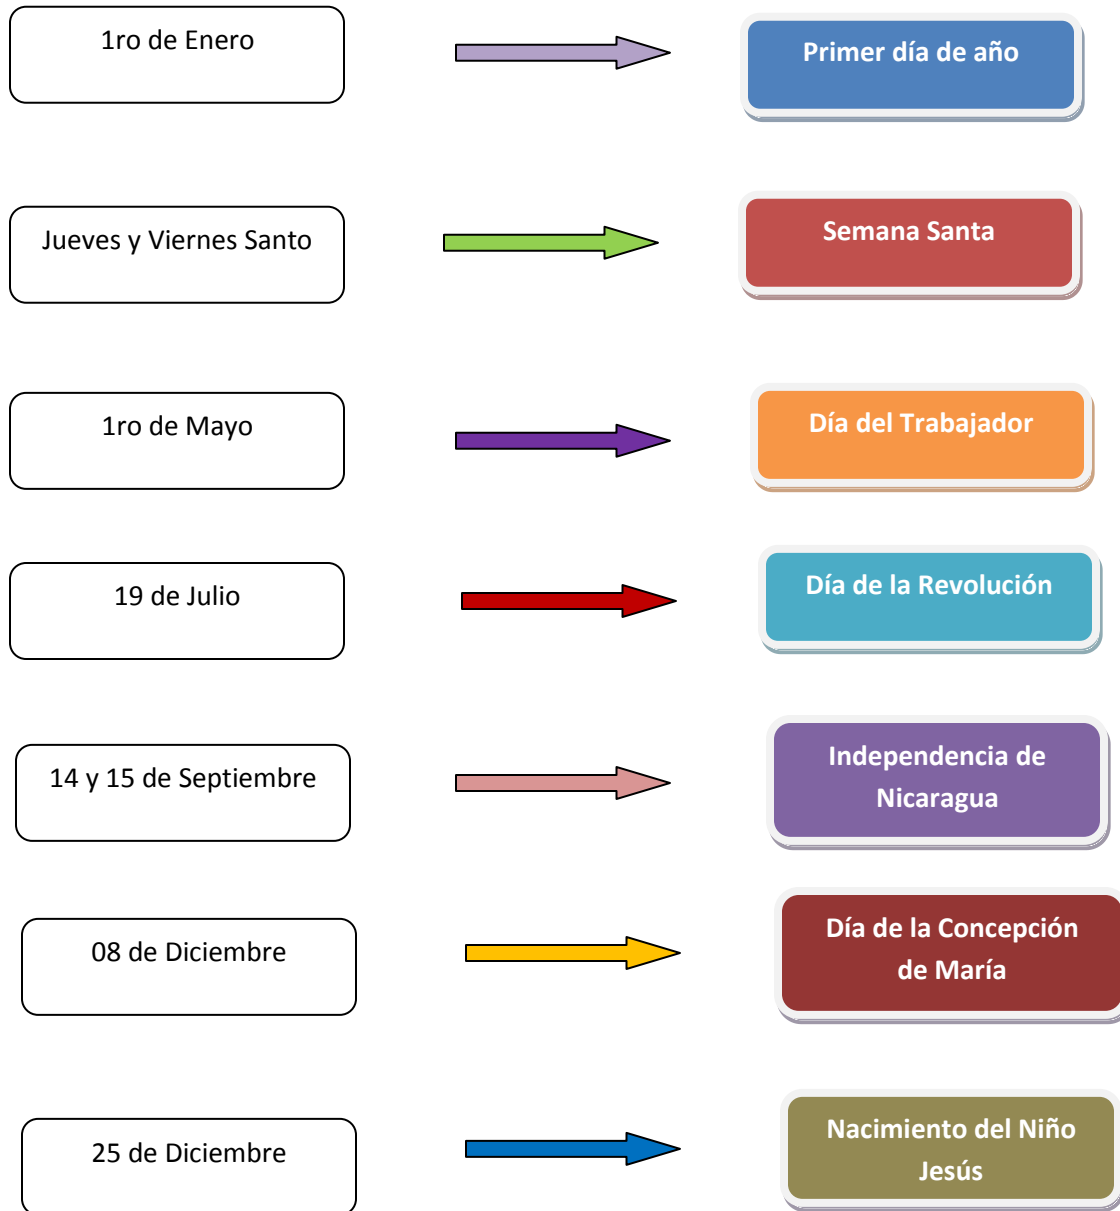 1ro de Enero
Primer día de año
Jueves y Viernes Santo
Semana Santa
1ro de Mayo
Día del Trabajador
19 de Julio
Día de la Revolución
14 y 15 de Septiembre
Independencia de
Nicaragua
08 de Diciembre
Día de la Concepción
de María
25 de Diciembre
Nacimiento del Niño
Jesús